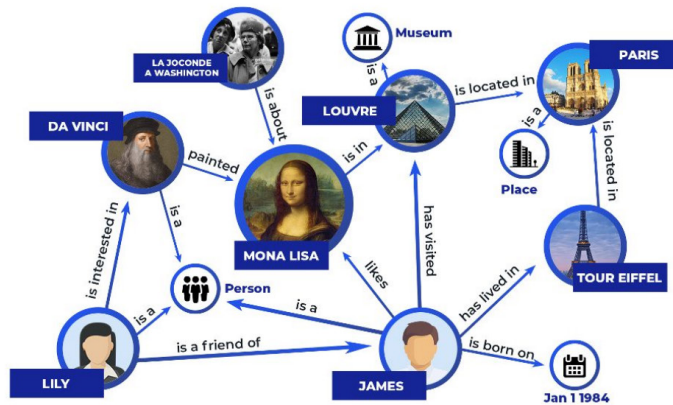 LA JOCONDE
A WASHINGTON
Museum
is a
PARIS
is located in
LOUVRE
is about
DA VINCI
is a
is located in
painted
is in
Place
is a
MONA LISA
has visited
TOUR EIFFEL
is interested in
Person
likes
has lived in
is a
is a
is a friend of
is born on
LILY
JAMES
Jan 1 1984